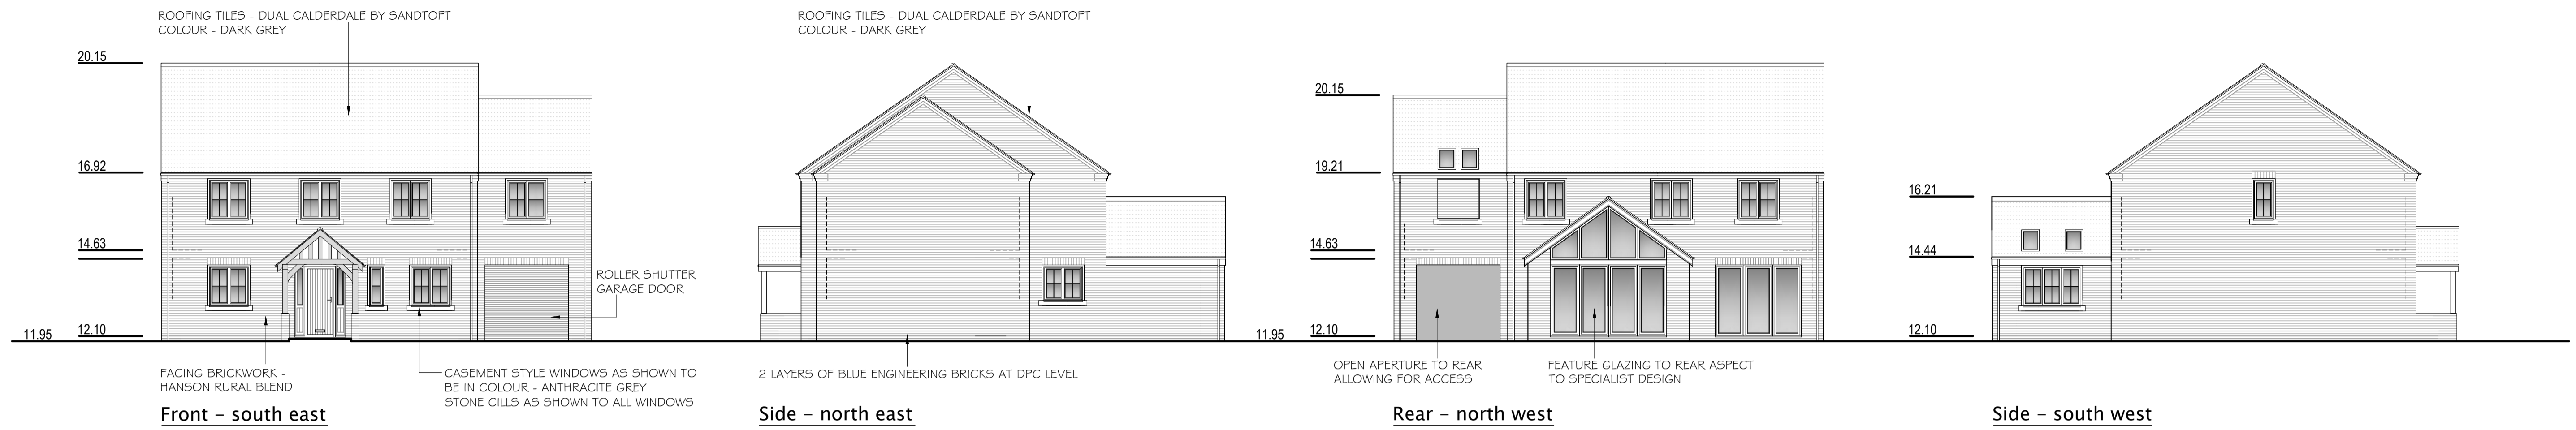 ROOFING TILES - DUAL CALDERDALE BY SANDTOFT
COLOUR - DARK GREY
20.15
16.92
14.63
12.10
11.95
ROLLER SHUTTER
GARAGE DOOR
FACING BRICKWORK -
HANSON RURAL BLEND
CASEMENT STYLE WINDOWS AS SHOWN TO
BE IN COLOUR - ANTHRACITE GREY
STONE CILLS AS SHOWN TO ALL WINDOWS
Front - south east
ROOFING TILES - DUAL CALDERDALE BY SANDTOFT
COLOUR - DARK GREY
2 LAYERS OF BLUE ENGINEERING BRICKS AT DPC LEVEL
Side - north east
20.15
19.21
14.63
12.10
11.95
OPEN APERTURE TO REAR
ALLOWING FOR ACCESS
FEATURE GLAZING TO REAR ASPECT
TO SPECIALIST DESIGN
Rear - north west
16.21
14.44
12.10
Side - south west